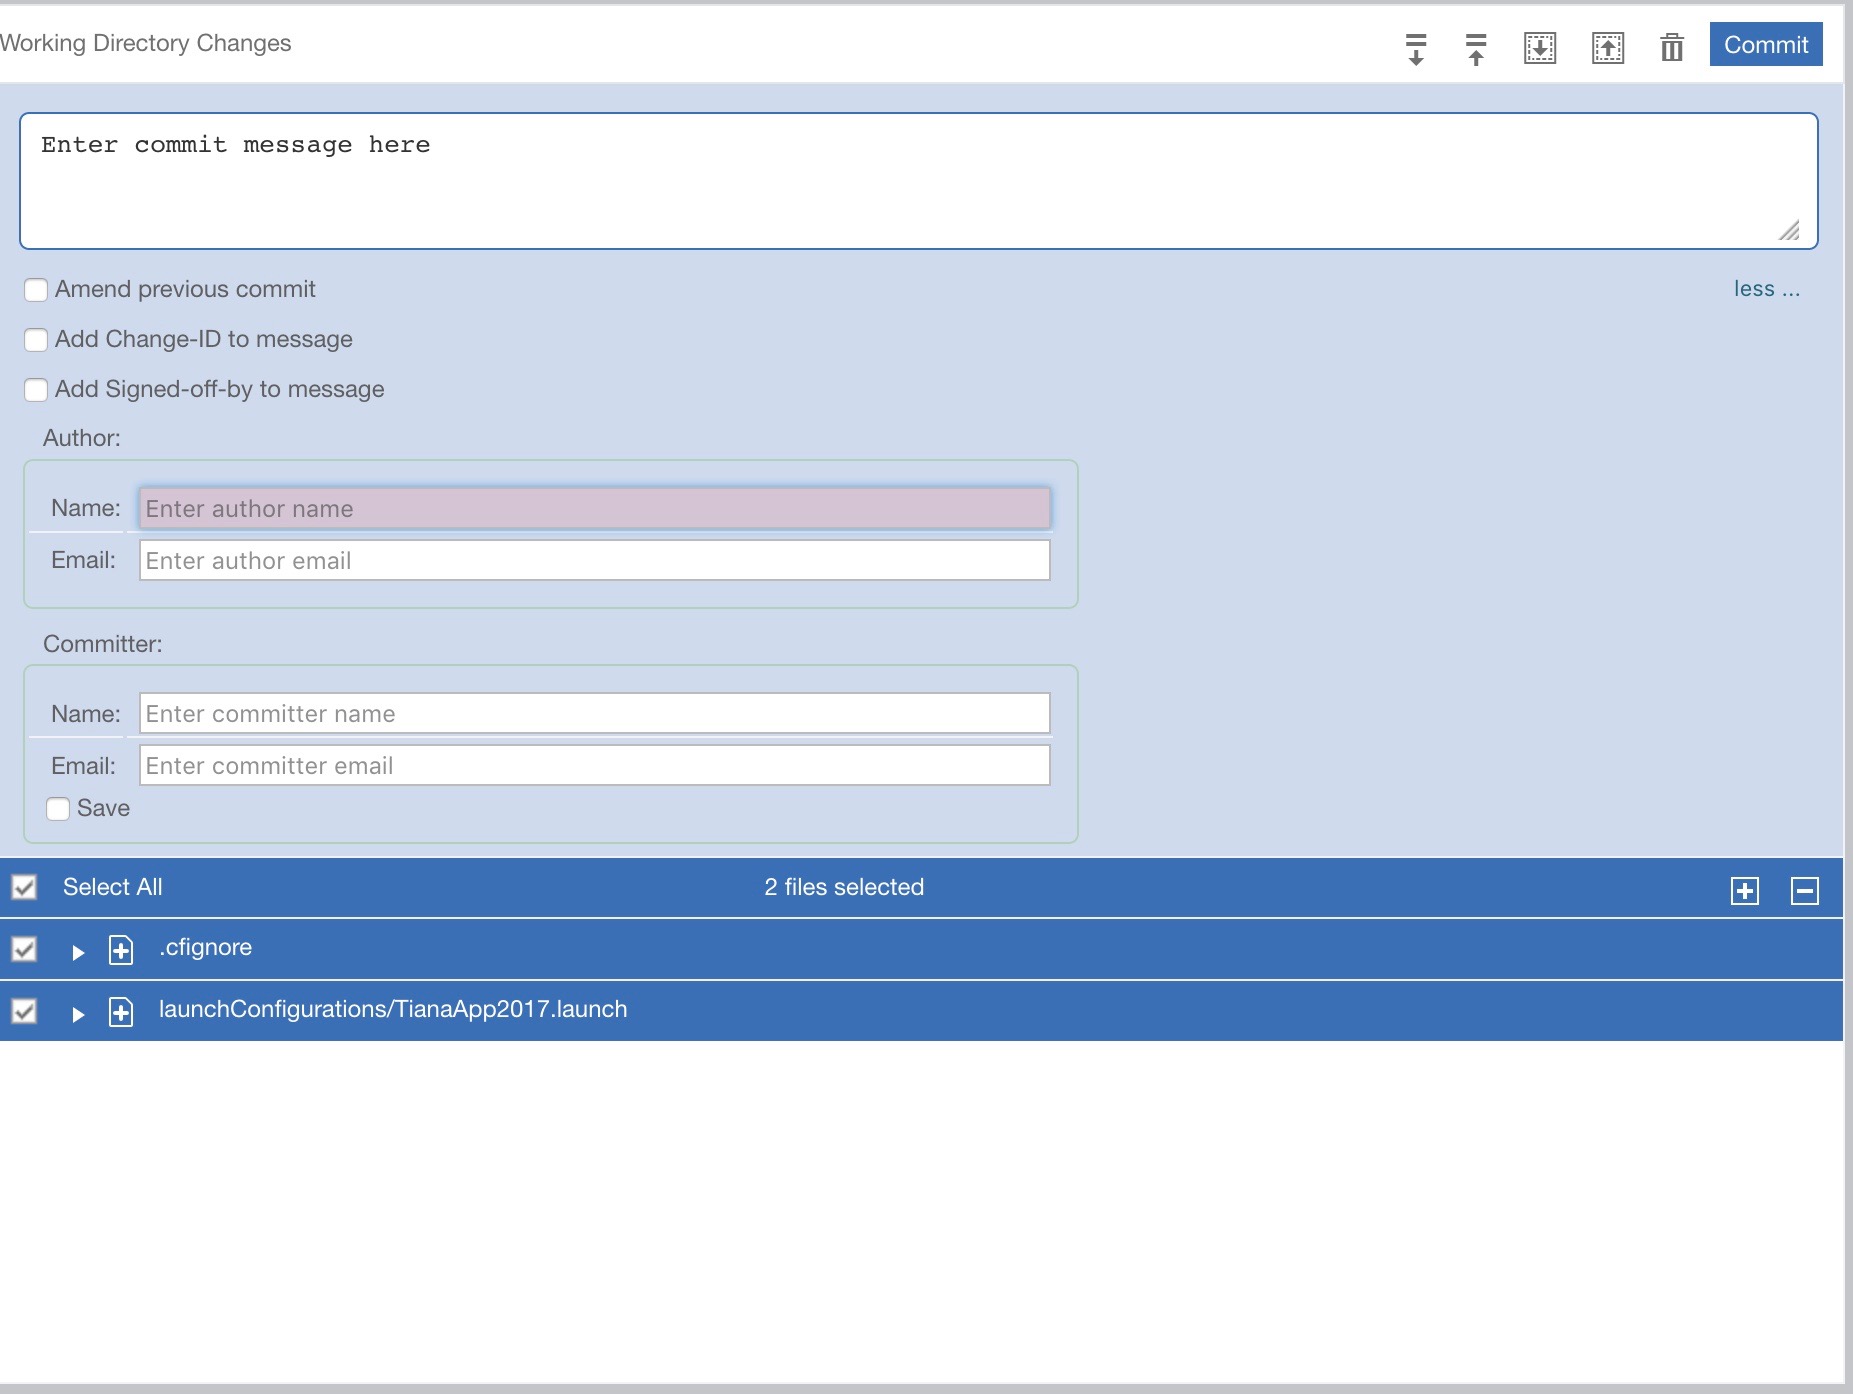 Working Directory Changes
Commit
Enter commit message here
Amend previous commit
less ...
Add Change-ID to message
Add Signed-off-by to message
Author:
Name: Enter author name
Email: Enter author email
Committer:
Name: Enter committer name
Email: Enter committer email
Save
Select All 2 files selected
.cfignore
launchConfigurations/TianaApp2017.launch